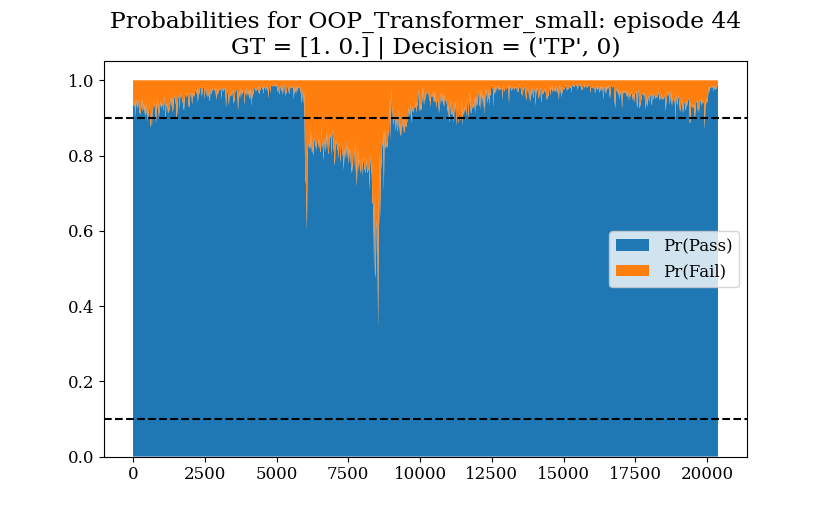 Probabilities for OOP_Transformer_small: episode 44
GT = [1. 0.] | Decision = ('TP', 0)
1.0
0.8
0.6
0.4
0.2
0.0
Pr(Pass)
Pr(Fail)
0 2500 5000 7500 10000 12500 15000 17500 20000